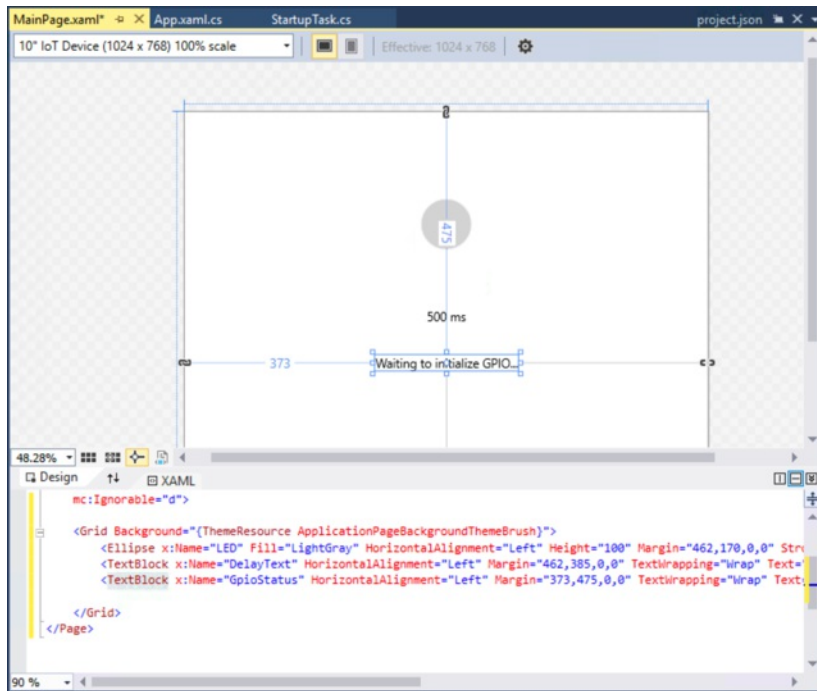 MainPage.xaml* App.xaml.cs StartupTask.cs project.json
10" IoT Device (1024 x 768) 100% scale Effective: 1024 x 768
475
500 ms
373 Waiting to initialize GPIO...
48.28%
Design XAML
mc:Ignorable="d">
<Grid Background="{ThemeResource ApplicationPageBackgroundThemeBrush}">
<Ellipse x:Name="LED" Fill="LightGray" HorizontalAlignment="Left" Height="100" Margin="462,170,0,0" Stro
<TextBlock x:Name="DelayText" HorizontalAlignment="Left" Margin="462,385,0,0" TextWrapping="Wrap" Text="
<TextBlock x:Name="GpioStatus" HorizontalAlignment="Left" Margin="373,475,0,0" TextWrapping="Wrap" Text
</Grid>
</Page>
90 %